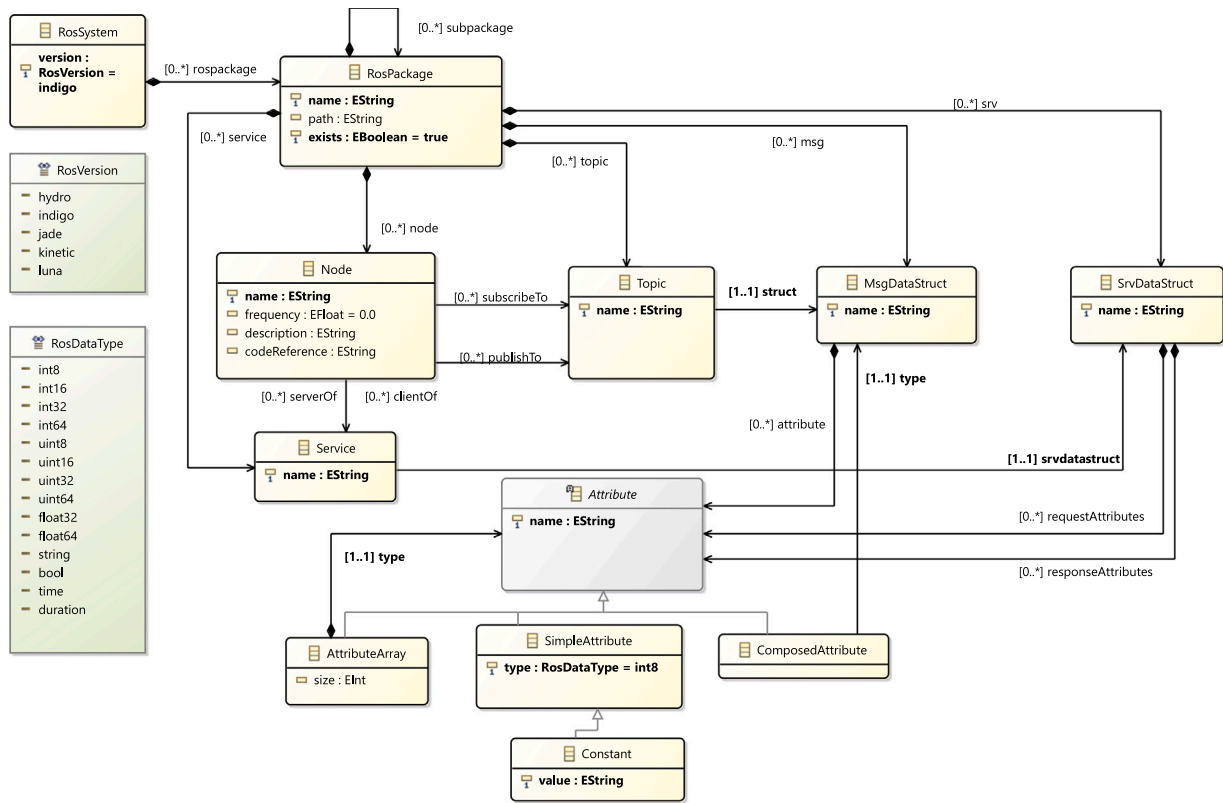 RosSystem
version :
RosVersion =
indigo
[0..*] rospackage
[0..*] subpackage
RosPackage
name : EString
path : EString
exists : EBoolean = true
[0..*] service
[0..*] srv
[0..*] msg
[0..*] topic
[0..*] node
RosVersion
hydro
indigo
jade
kinetic
luna
Node
name : EString
frequency : EFloat = 0.0
description : EString
codeReference : EString
[0..*] subscribeTo
[0..*] publishTo
Topic
name : EString
[1..1] struct
MsgDataStruct
name : EString
SrvDataStruct
name : EString
[0..*] serverOf
[0..*] clientOf
[1..1] type
[0..*] attribute
Service
name : EString
[1..1] srvdatastruct
RosDataType
int8
int16
int32
int64
uint8
uint16
uint32
uint64
float32
float64
string
bool
time
duration
Attribute
name : EString
[0..*] requestAttributes
[0..*] responseAttributes
[1..1] type
AttributeArray
size : EInt
SimpleAttribute
type : RosDataType = int8
ComposedAttribute
Constant
value : EString